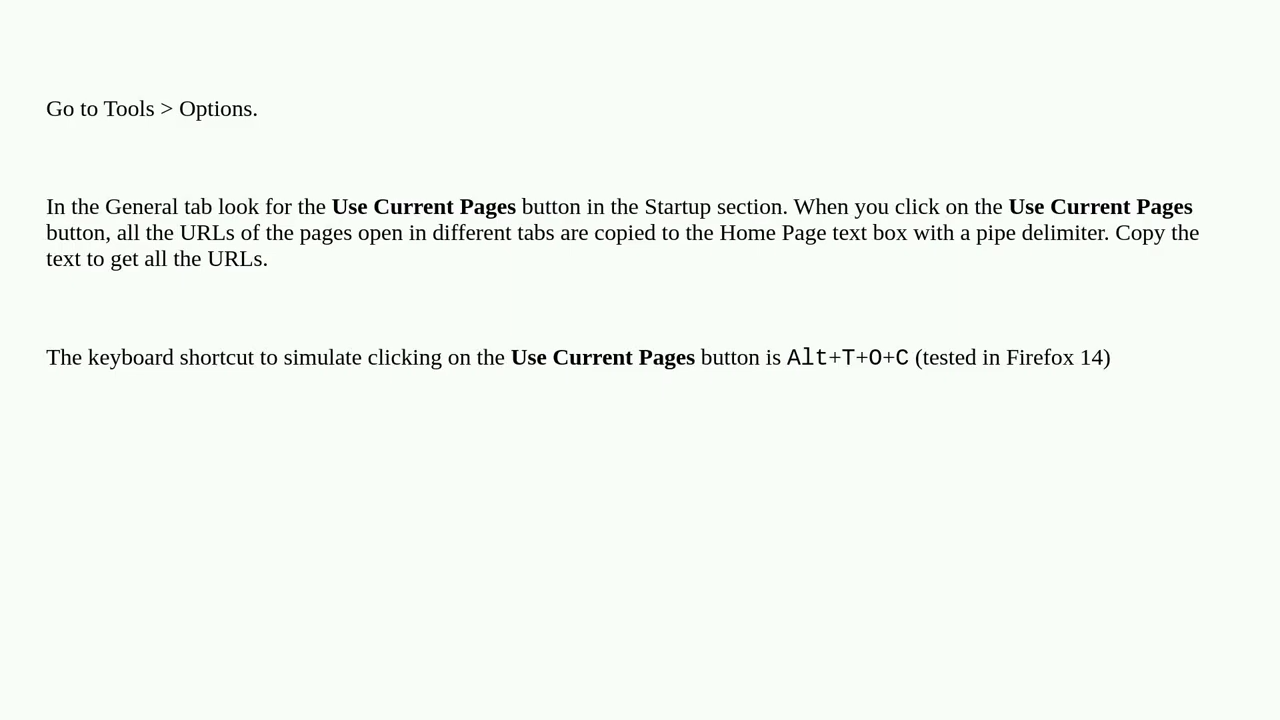 Go to Tools > Options.
In the General tab look for the Use Current Pages button in the Startup section. When you click on the Use Current Pages
button, all the URLs of the pages open in different tabs are copied to the Home Page text box with a pipe delimiter. Copy the
text to get all the URLs.
The keyboard shortcut to simulate clicking on the Use Current Pages button is Alt+T+O+C (tested in Firefox 14)